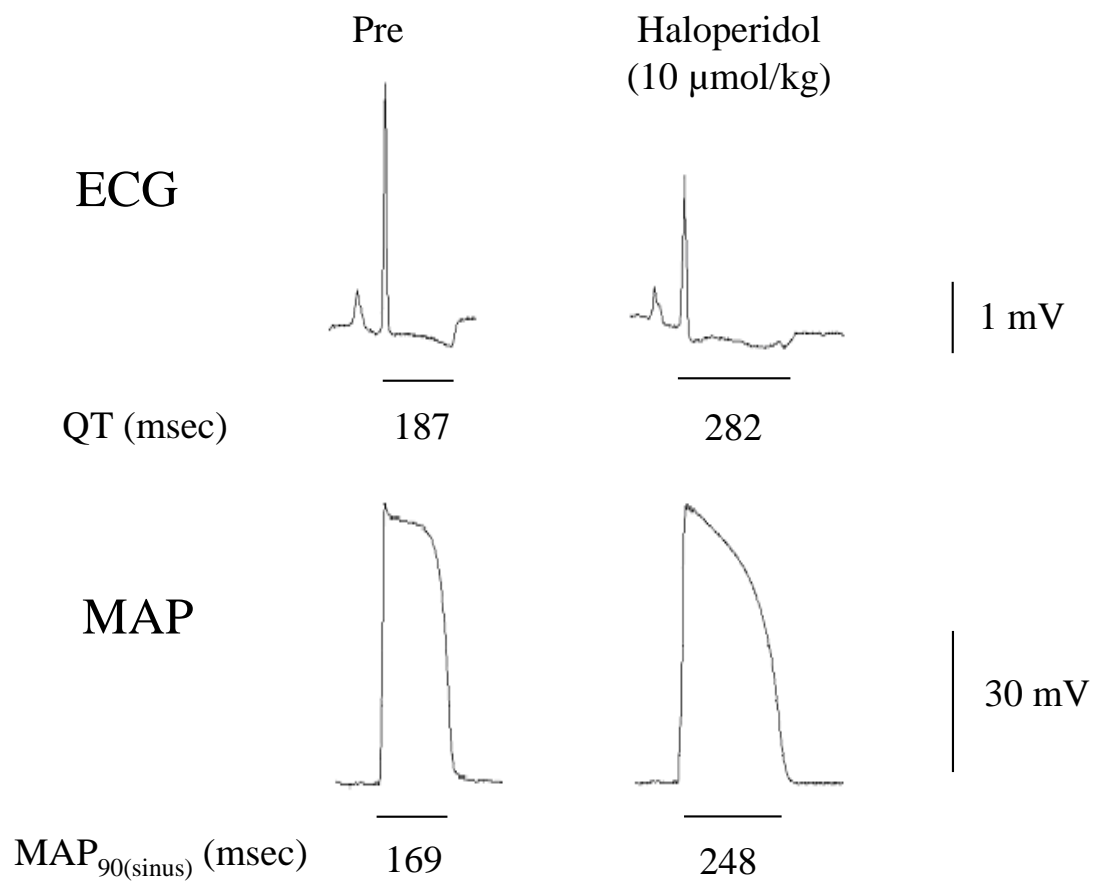 Pre
Haloperidol
(10 µmol/kg)
ECG
1 mV
QT (msec)
187
282
MAP
30 mV
MAP90(sinus) (msec)
169
248